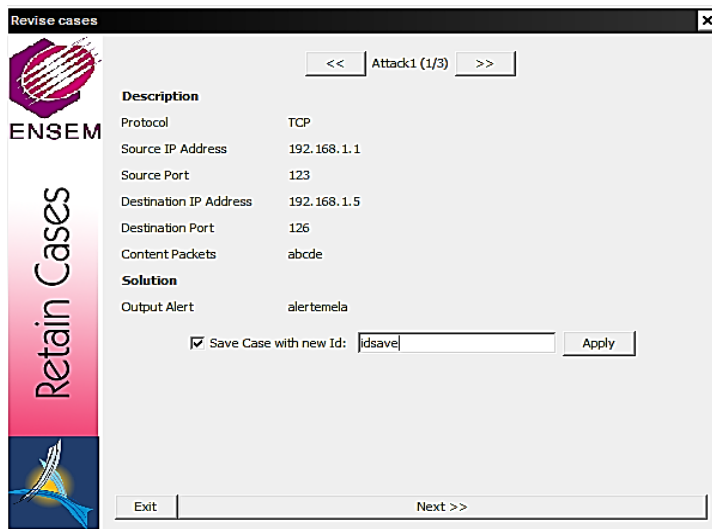 Revise cases
<< Attack1 (1/3) >>
ENSEM
Retain Cases
Description
Protocol TCP
Source IP Address 192.168.1.1
Source Port 123
Destination IP Address 192.168.1.5
Destination Port 126
Content Packets abcde
Solution
Output Alert alertemela
Save Case with new Id: idsave Apply
Exit Next >>